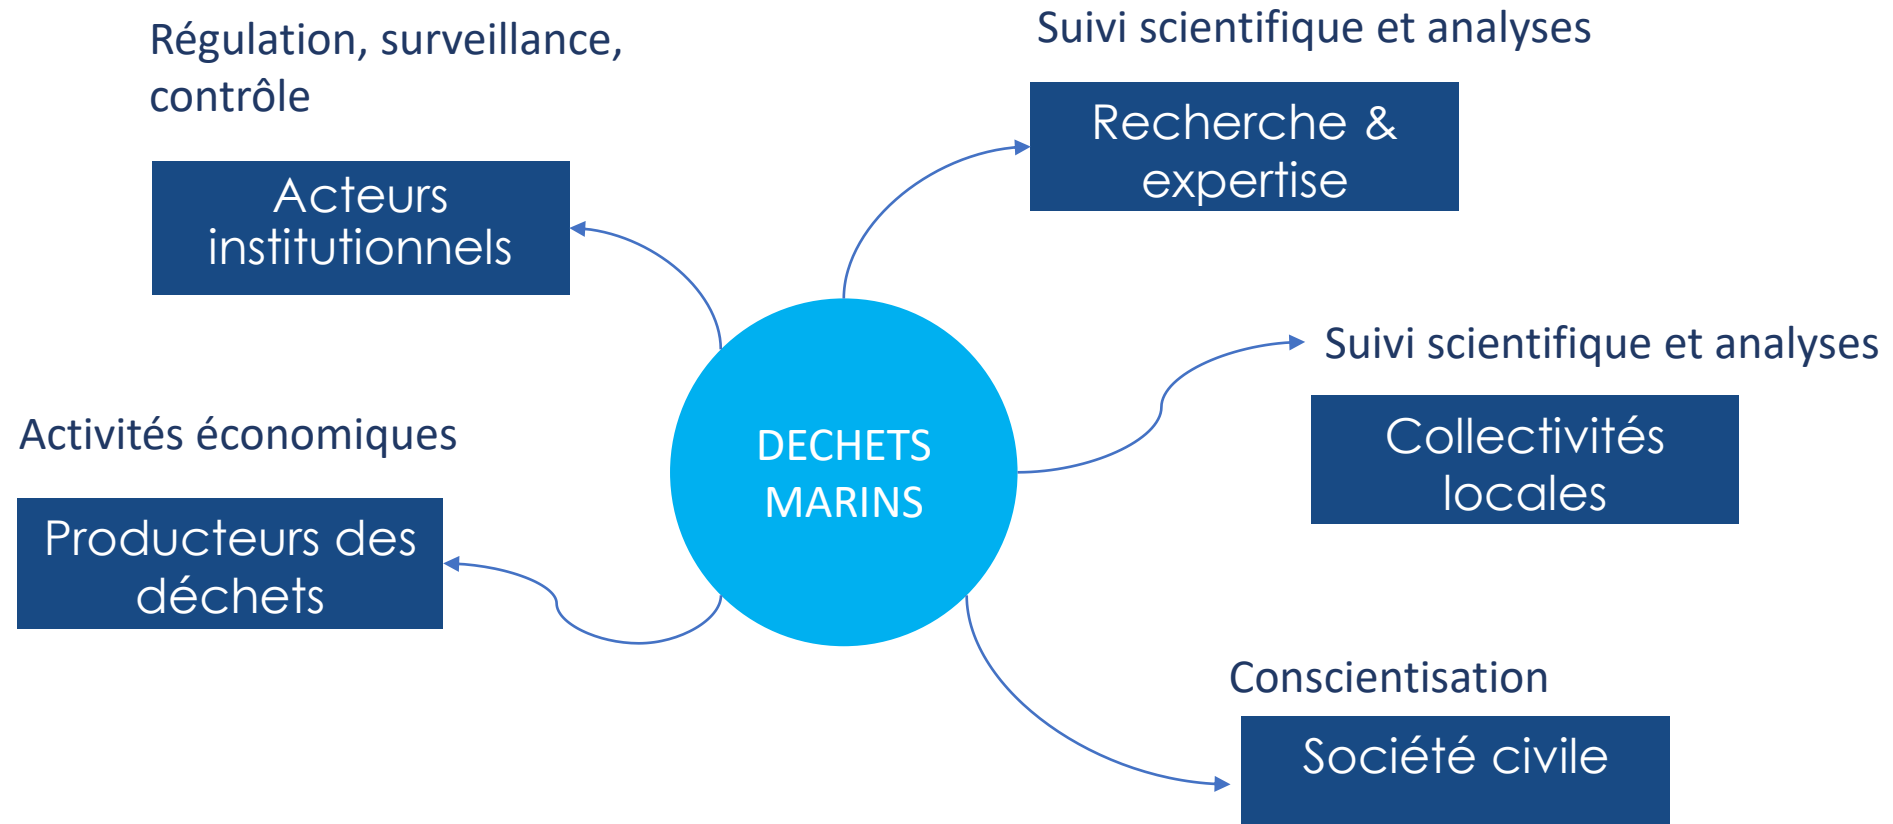 Régulation, surveillance,
contrôle
Acteurs
institutionnels
Suivi scientifique et analyses
Recherche &
expertise
Suivi scientifique et analyses
Collectivités
locales
Activités économiques
Producteurs des
déchets
DECHETS
MARINS
Conscientisation
Société civile